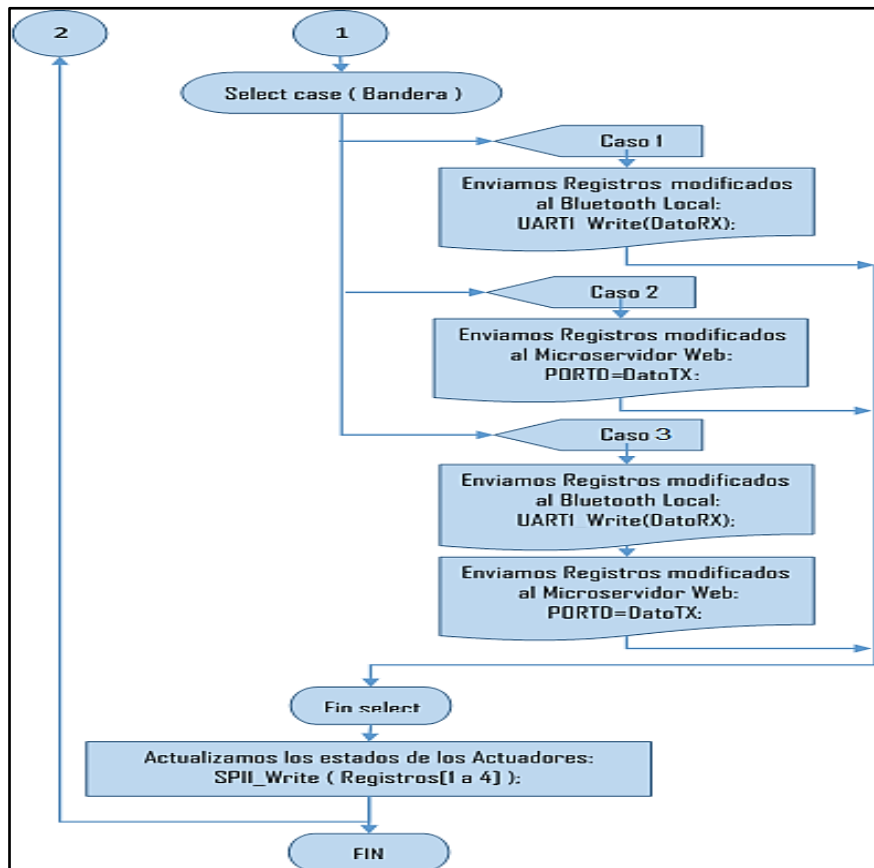 2
1
Select case ( Bandera )
Caso 1
Enviamos Registros modificados
al Bluetooth Local:
UART1_Write(DatoRX);
Caso 2
Enviamos Registros modificados
al Microservidor Web:
PORTD=DatoTX;
Caso 3
Enviamos Registros modificados
al Bluetooth Local:
UART1_Write(DatoRX);
Enviamos Registros modificados
al Microservidor Web:
PORTD=DatoTX;
Fin select
Actualizamos los estados de los Actuadores:
SPI1_Write ( Registros[1 a 4] );
FIN